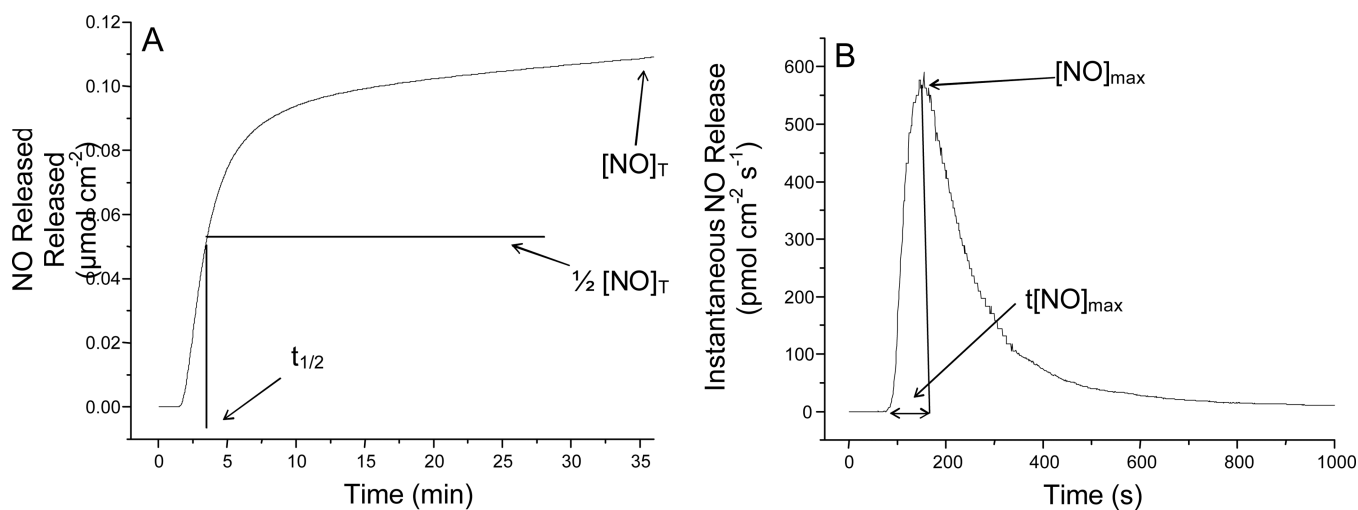 A
0.12
0.10
0.08
0.06
0.04
0.02
0.00
NO Released
Released
(µmol cm-2)
[NO]T
½ [NO]T
t1/2
0 5 10 15 20 25 30 35
Time (min)
B
600
500
400
300
200
100
0
Instantaneous NO Release
(pmol cm-2 s-1)
[NO]max
t[NO]max
0 200 400 600 800 1000
Time (s)